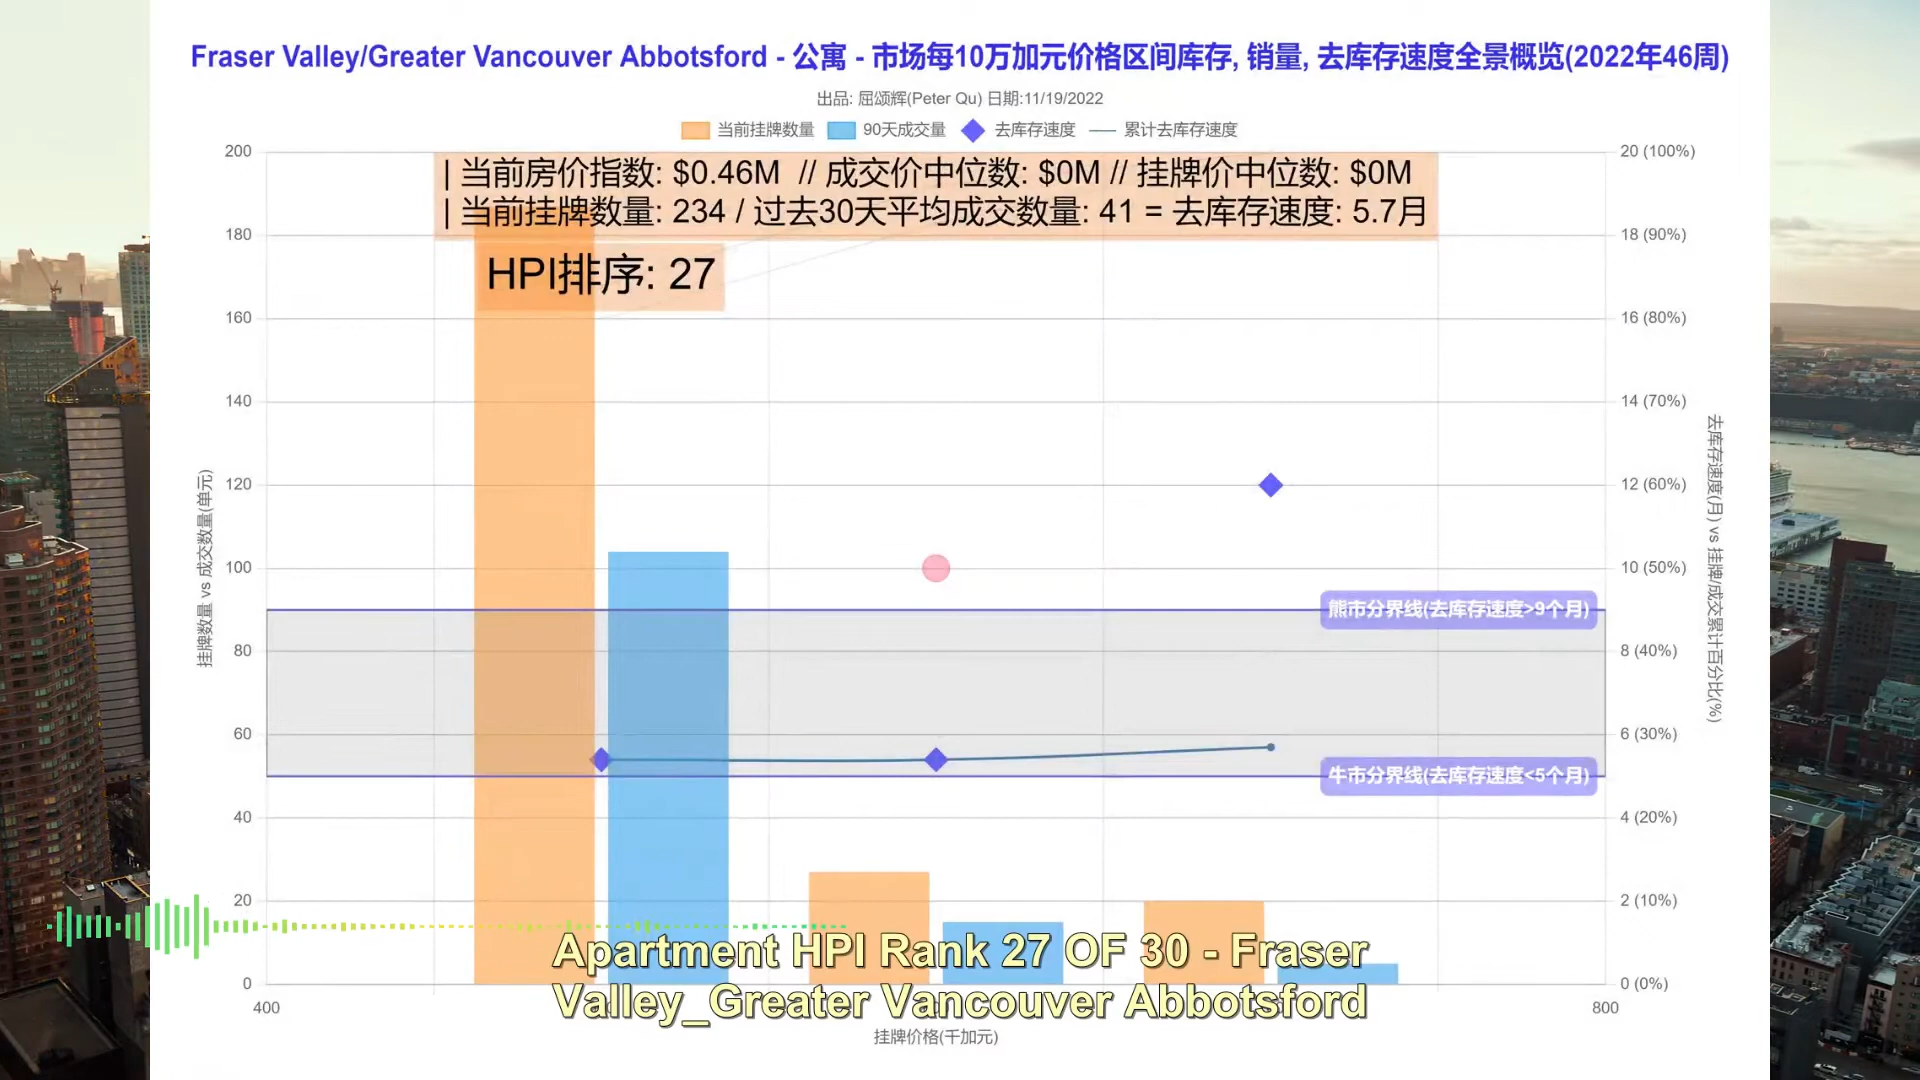 Fraser Valley/Greater Vancouver Abbotsford - 公寓 - 市场每10万加元价格区间库存, 销量, 去库存速度全景概览(2022年46周)
出品: 屈颂辉(Peter Qu) 日期:11/19/2022
当前挂牌数量 90天成交量 去库存速度 累计去库存速度
| 当前房价指数: $0.46M // 成交价中位数: $0M // 挂牌价中位数: $0M
| 当前挂牌数量: 234 / 过去30天平均成交数量: 41 = 去库存速度: 5.7月
HPI排序: 27
200
180
160
140
120
100
80
60
40
20
0
挂牌数量 vs 成交数量(单元)
20 (100%)
18 (90%)
16 (80%)
14 (70%)
12 (60%)
10 (50%)
8 (40%)
6 (30%)
4 (20%)
2 (10%)
0 (0%)
去库存速度(月) vs 挂牌/成交累计百分比(%)
熊市分界线(去库存速度>9个月)
牛市分界线(去库存速度<5个月)
Apartment HPI Rank 27 OF 30 - Fraser
Valley_Greater Vancouver Abbotsford
400
800
挂牌价格(千加元)